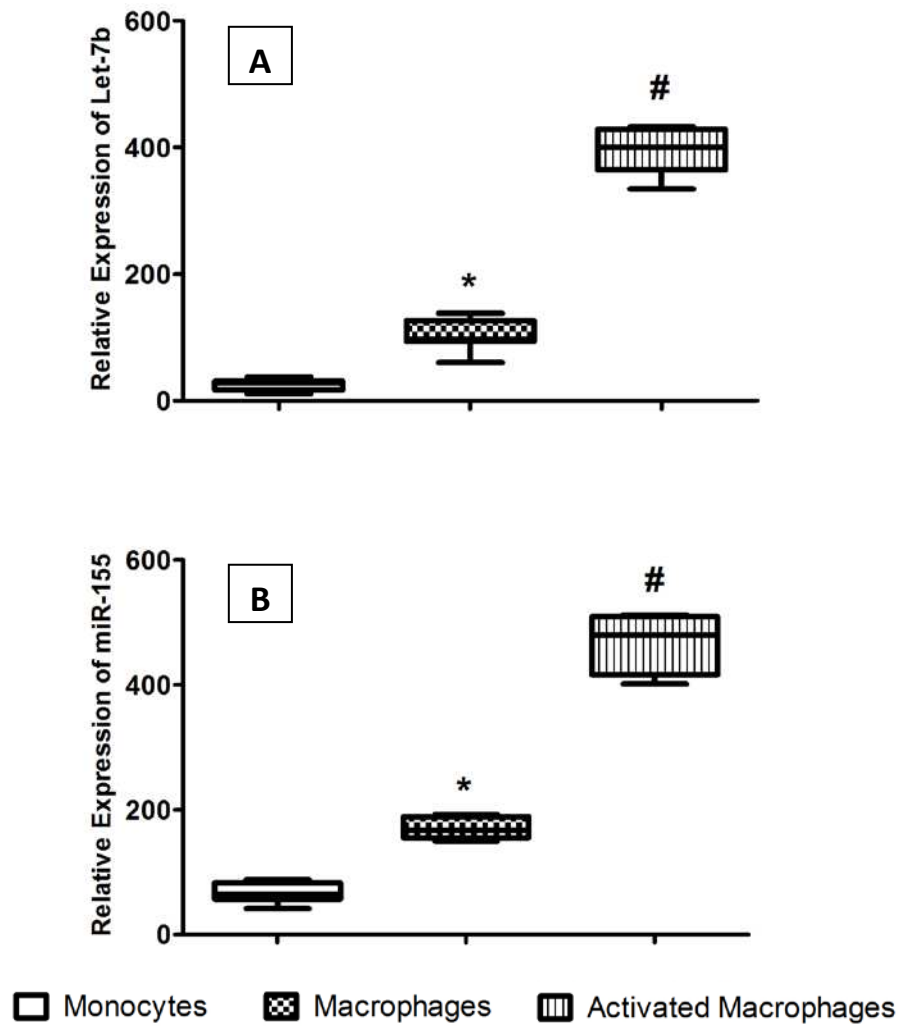 Relative Expression of Let-7b
600
400
200
0
A
*
#
Relative Expression of miR-155
600
400
200
0
B
*
#
Monocytes Macrophages Activated Macrophages